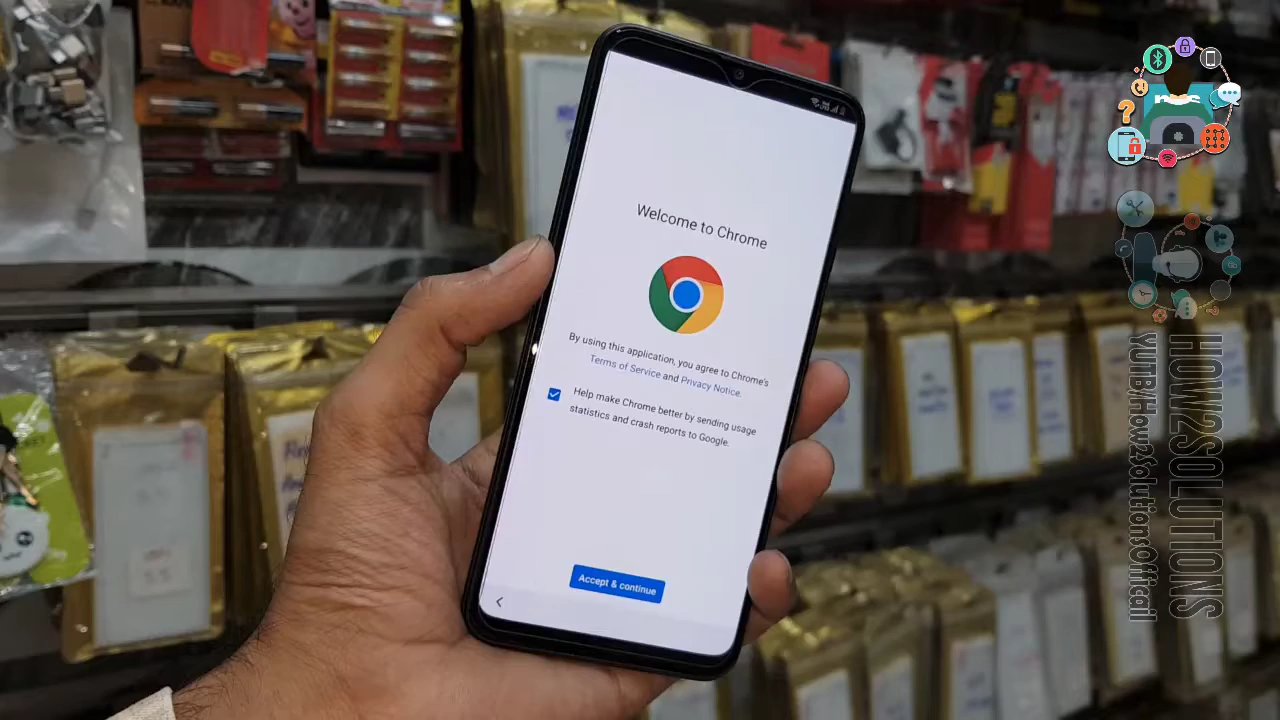 Welcome to Chrome
By using this application, you agree to Chrome's
Terms of Service and Privacy Notice.
Help make Chrome better by sending usage
statistics and crash reports to Google.
Accept & continue
HOW2SOLUTIONS
YUTB/How2SolutionsOfficail